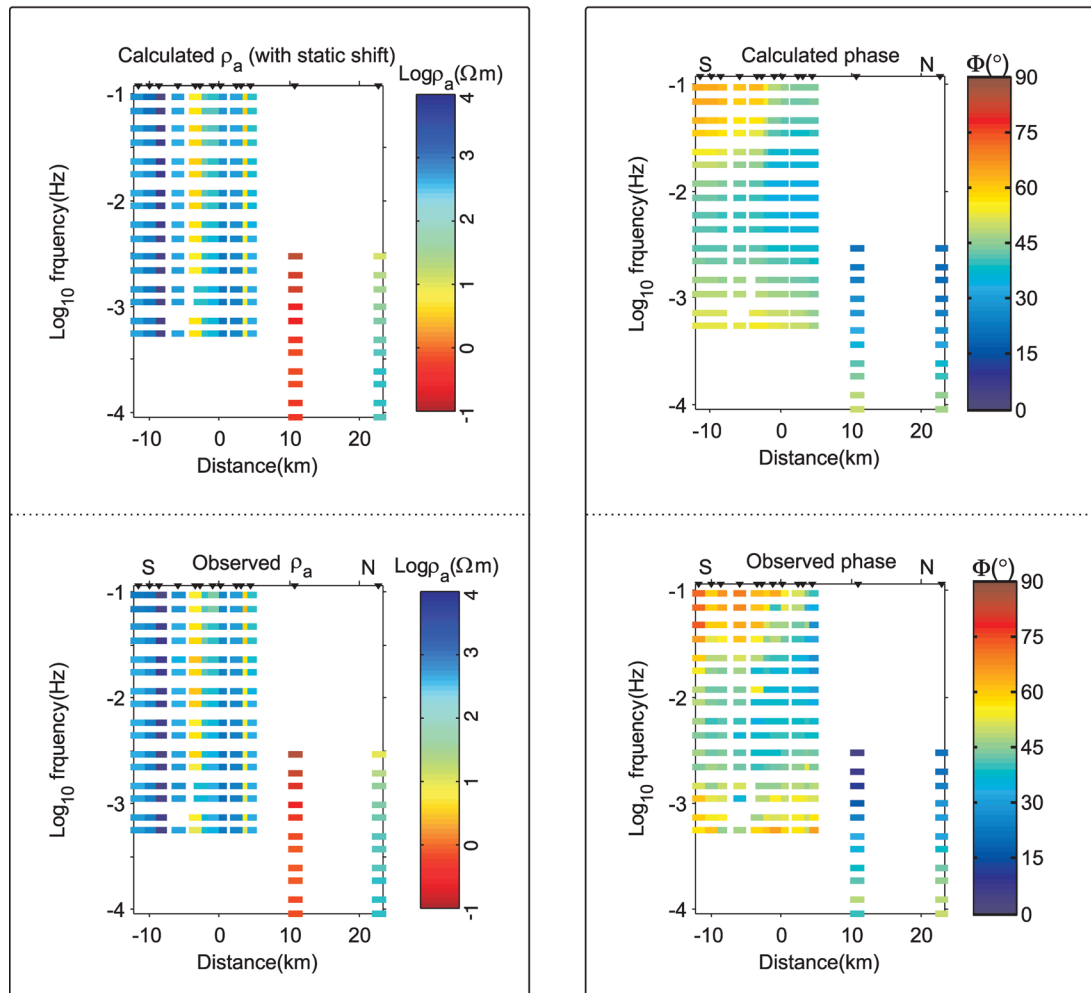 Calculated ρa (with static shift)
Logρa(Ωm)
-1
-2
-3
-4
Log10 frquency(Hz)
-10
0
10
20
Distance(km)
4
3
2
1
0
-1
Calculated phase
S
N
Φ(°)
-1
-2
-3
-4
Log10 frquency(Hz)
-10
0
10
20
Distance(km)
90
75
60
45
30
15
0
Observed ρa
S
N
Logρa(Ωm)
-1
-2
-3
-4
Log10 frquency(Hz)
-10
0
10
20
Distance(km)
4
3
2
1
0
-1
Observed phase
S
N
Φ(°)
-1
-2
-3
-4
Log10 frquency(Hz)
-10
0
10
20
Distance(km)
90
75
60
45
30
15
0